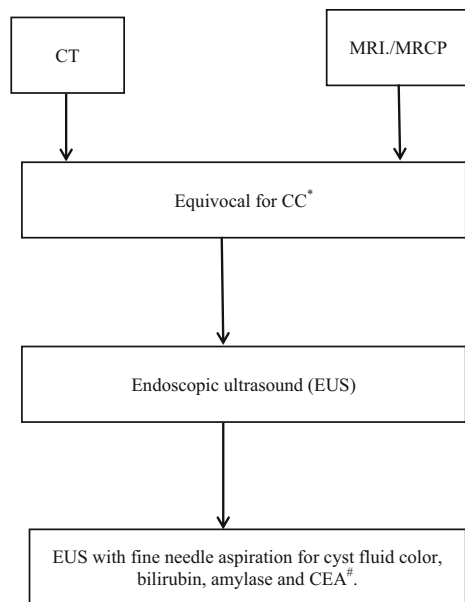 CT
MRI./MRCP
Equivocal for CC*
Endoscopic ultrasound (EUS)
EUS with fine needle aspiration for cyst fluid color,
bilirubin, amylase and CEA#.